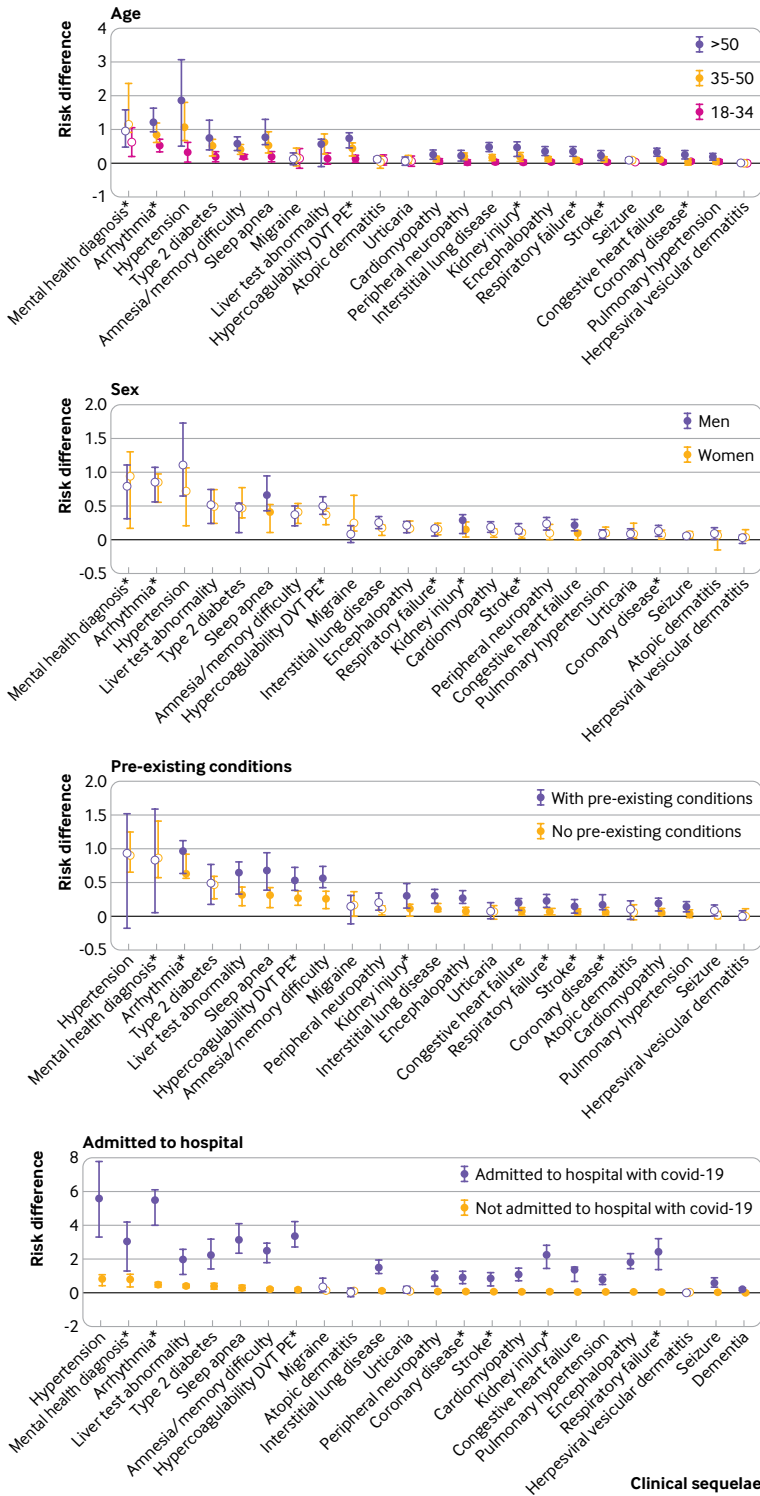 Age
Risk difference
4
3
2
1
0
-1
>50
35-50
18-34
Mental health diagnosis*
Arrhythmia*
Hypertension
Type 2 diabetes
Amnesia/memory difficulty
Sleep apnea
Migraine
Liver test abnormality
Hypercoagulability DVT PE*
Atopic dermatitis
Urticaria
Cardiomyopathy
Peripheral neuropathy
Interstitial lung disease
Kidney injury*
Encephalopathy
Respiratory failure*
Stroke*
Seizure
Congestive heart failure
Coronary disease*
Pulmonary hypertension
Herpesviral vesicular dermatitis
Sex
Risk difference
2.0
1.5
1.0
0.5
0
-0.5
Men
Women
Mental health diagnosis*
Arrhythmia*
Hypertension
Liver test abnormality
Type 2 diabetes
Sleep apnea
Amnesia/memory difficulty
Hypercoagulability DVT PE*
Migraine
Interstitial lung disease
Encephalopathy
Respiratory failure*
Kidney injury*
Cardiomyopathy
Stroke*
Peripheral neuropathy
Congestive heart failure
Pulmonary hypertension
Urticaria
Coronary disease*
Seizure
Atopic dermatitis
Herpesviral vesicular dermatitis
Pre-existing conditions
Risk difference
2.0
1.5
1.0
0.5
0
-0.5
With pre-existing conditions
No pre-existing conditions
Hypertension
Mental health diagnosis*
Arrhythmia*
Type 2 diabetes
Liver test abnormality
Sleep apnea
Hypercoagulability DVT PE*
Amnesia/memory difficulty
Migraine
Peripheral neuropathy
Kidney injury*
Interstitial lung disease
Encephalopathy
Urticaria
Congestive heart failure
Respiratory failure*
Stroke*
Coronary disease*
Atopic dermatitis
Cardiomyopathy
Pulmonary hypertension
Seizure
Herpesviral vesicular dermatitis
Admitted to hospital
Risk difference
8
6
4
2
0
-2
Admitted to hospital with covid-19
Not admitted to hospital with covid-19
Hypertension
Mental health diagnosis*
Arrhythmia*
Liver test abnormality
Type 2 diabetes
Sleep apnea
Amnesia/memory difficulty
Hypercoagulability DVT PE*
Migraine
Atopic dermatitis
Interstitial lung disease
Urticaria
Peripheral neuropathy
Coronary disease*
Stroke*
Cardiomyopathy
Kidney injury*
Congestive heart failure
Pulmonary hypertension
Encephalopathy
Respiratory failure*
Herpesviral vesicular dermatitis
Seizure
Dementia
Clinical sequelae